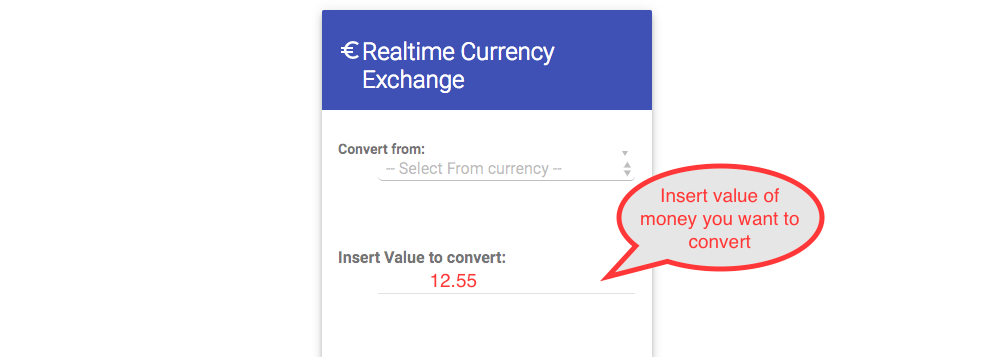 €Realtime Currency
Exchange
Convert from:
-- Select From currency --
Insert value of
money you want to
convert
Insert Value to convert:
12.55